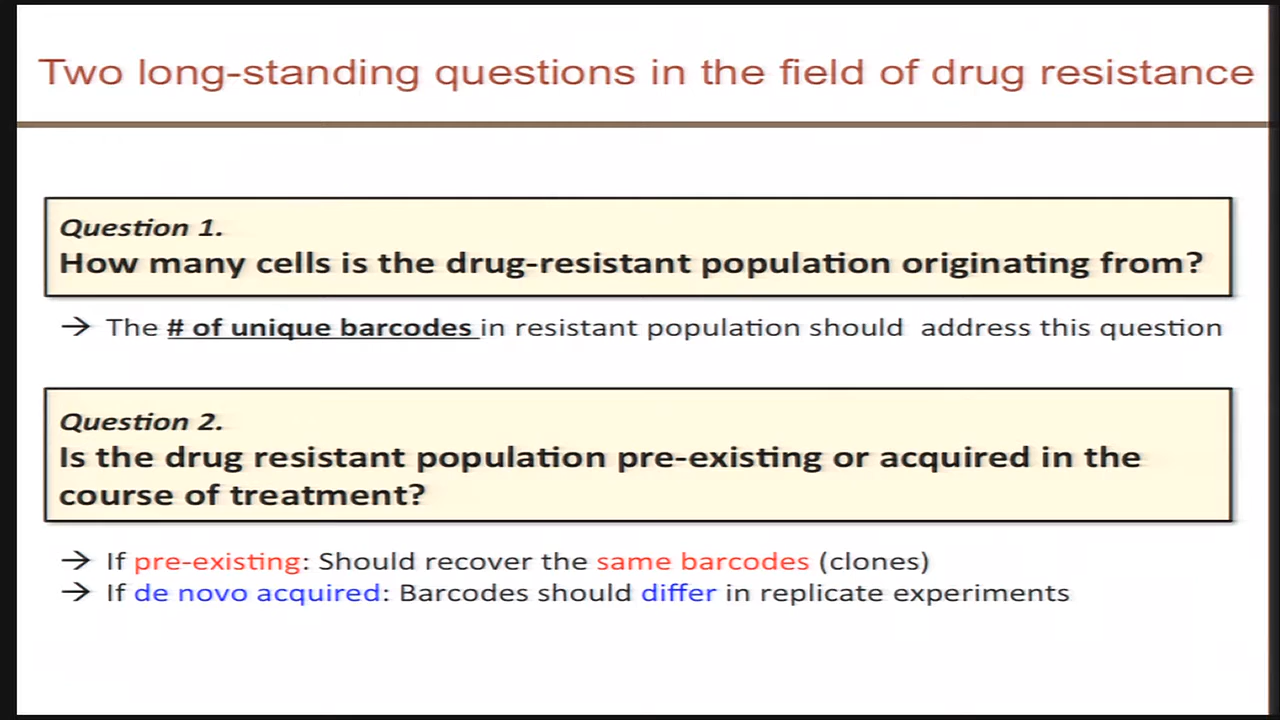 Two long-standing questions in the field of drug resistance
Question 1.
How many cells is the drug-resistant population originating from?
→ The # of unique barcodes in resistant population should address this question
Question 2.
Is the drug resistant population pre-existing or acquired in the
course of treatment?
→ If pre-existing: Should recover the same barcodes (clones)
→ If de novo acquired: Barcodes should differ in replicate experiments